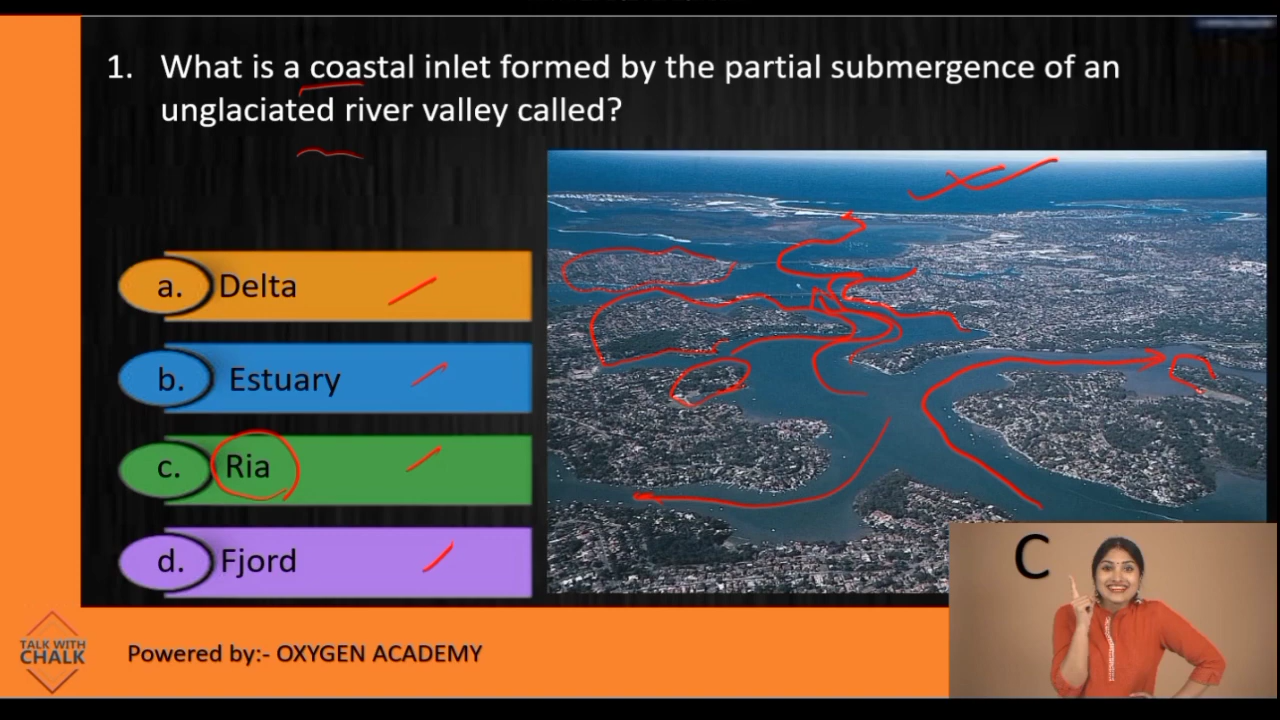 1. What is a coastal inlet formed by the partial submergence of an
unglaciated river valley called?
a. Delta
b. Estuary
c. Ria
d. Fjord
C
TALK WITH
CHALK
Powered by:- OXYGEN ACADEMY